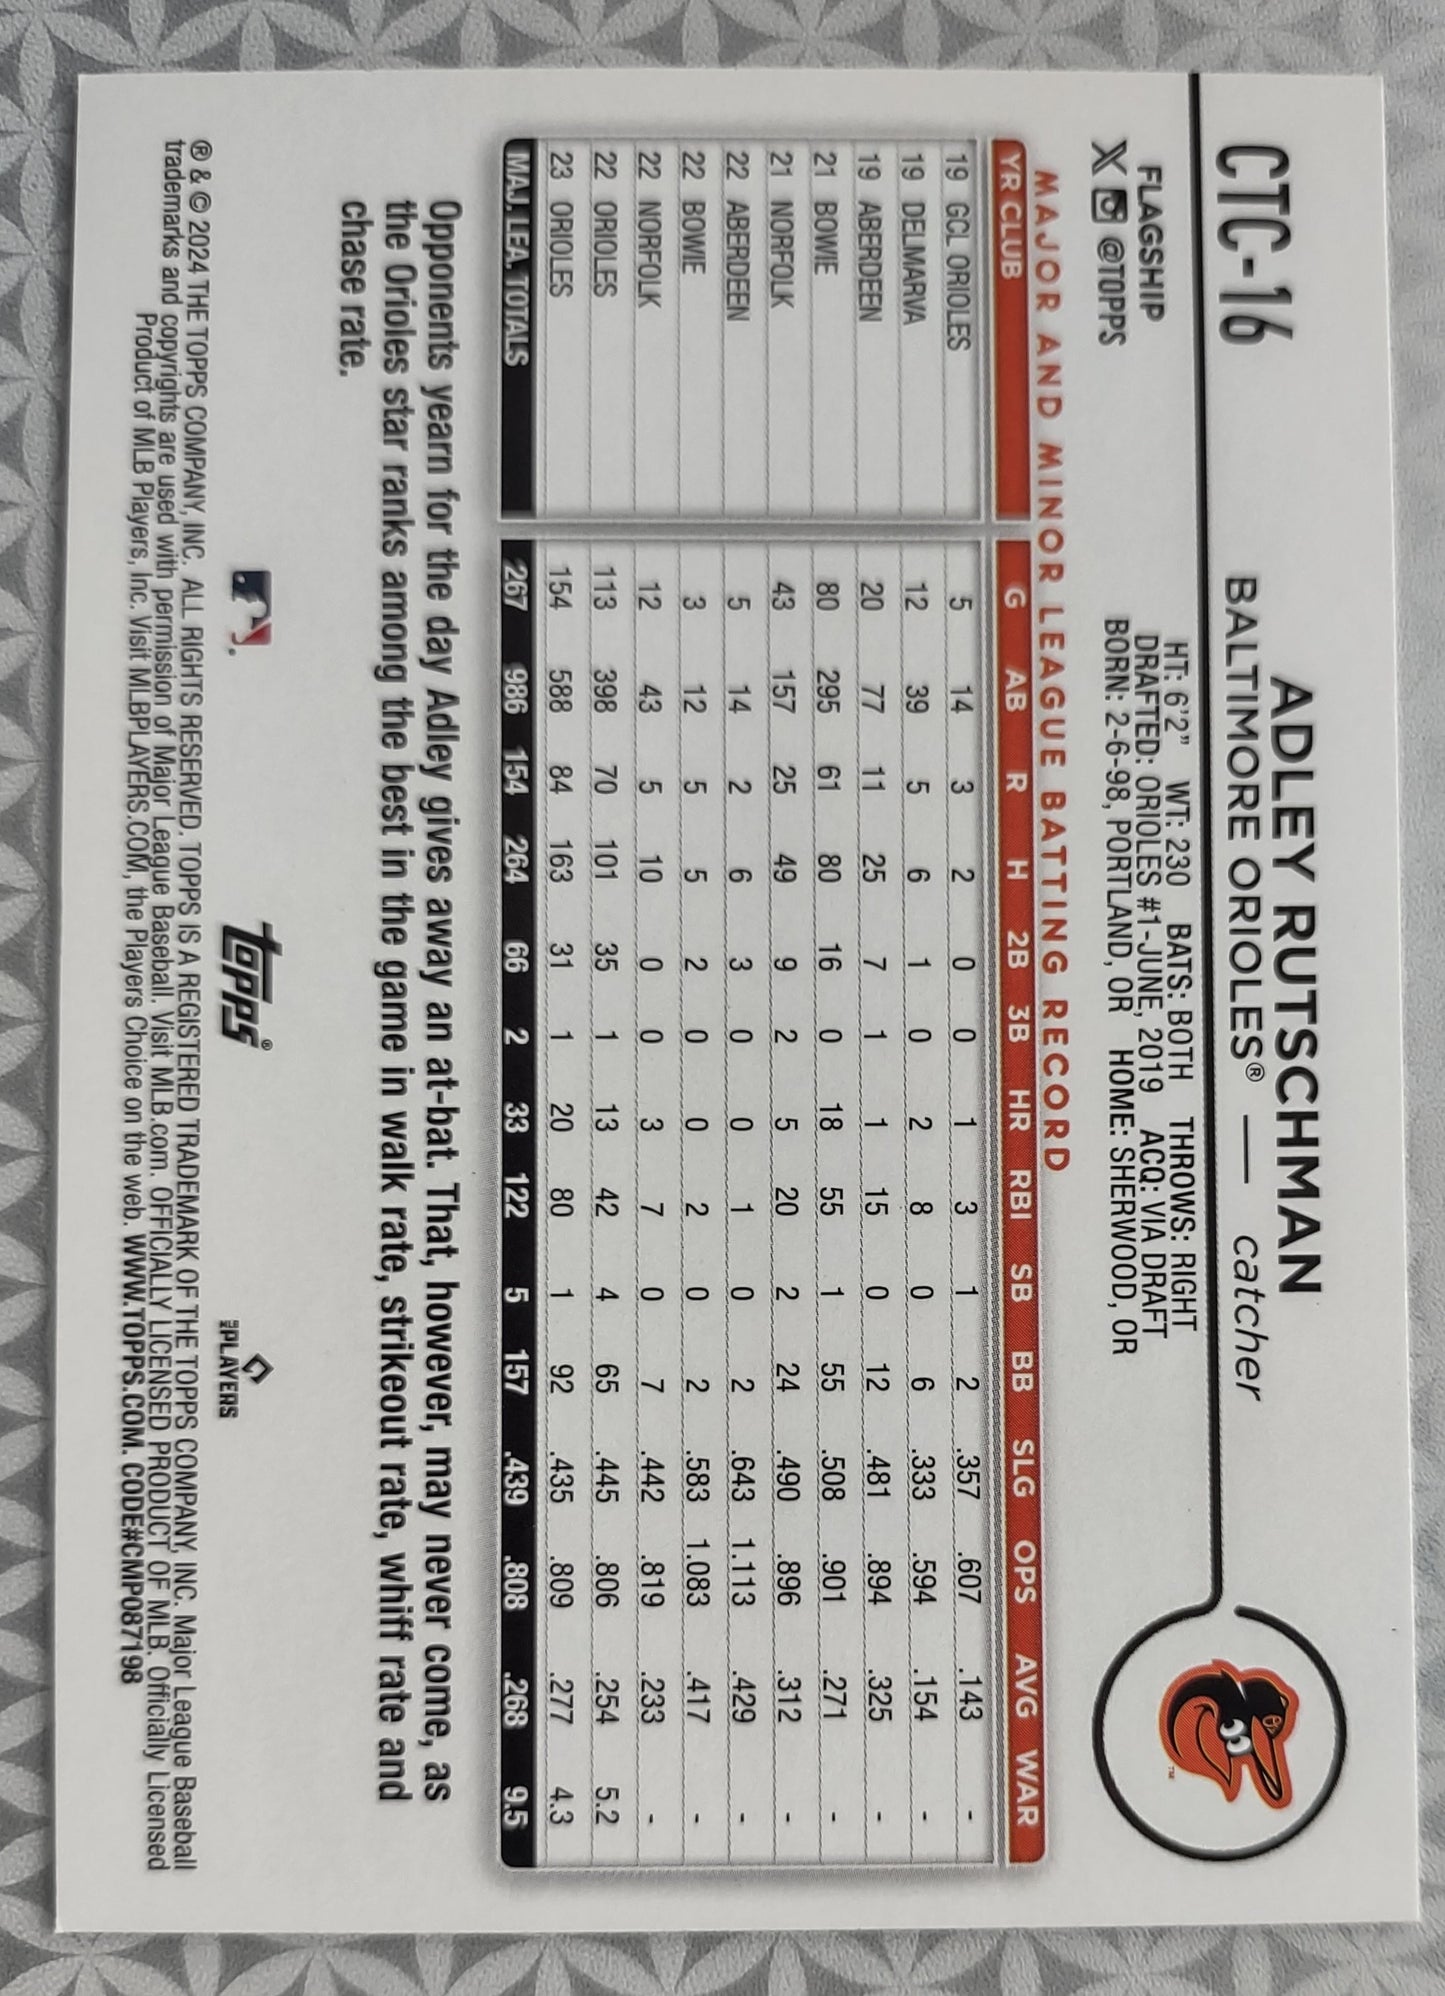 CTC-16
ADLEY RUTSCHMAN
BALTIMORE ORIOLES® — catcher
FLAGSHIP
X @TOPPS
HT: 6'2" WT: 230 BATS: BOTH THROWS: RIGHT
DRAFTED: ORIOLES #1-JUNE, 2019 ACQ: VIA DRAFT
BORN: 2-6-98, PORTLAND, OR HOME: SHERWOOD, OR
™
MAJOR AND MINOR LEAGUE BATTING RECORD
YR CLUB G AB R H 2B 3B HR RBI SB BB SLG OPS AVG WAR
19 GCL ORIOLES 5 14 3 2 0 0 1 3 1 2 .357 .607 .143 -
19 DELMARVA 12 39 5 6 1 0 2 8 0 6 .333 .594 .154 -
19 ABERDEEN 20 77 11 25 7 1 1 15 0 12 .481 .894 .325 -
21 BOWIE 80 295 61 80 16 0 18 55 1 55 .508 .901 .271 -
21 NORFOLK 43 157 25 49 9 2 5 20 2 24 .490 .896 .312 -
22 ABERDEEN 5 14 2 6 3 0 0 1 0 2 .643 1.113 .429 -
22 BOWIE 3 12 5 5 2 0 0 2 0 2 .583 1.083 .417 -
22 NORFOLK 12 43 5 10 0 0 3 7 0 7 .442 .819 .233 -
22 ORIOLES 113 398 70 101 35 1 13 42 4 65 .445 .806 .254 5.2
23 ORIOLES 154 588 84 163 31 1 20 80 1 92 .435 .809 .277 4.3
MAJ. LEA. TOTALS 267 986 154 264 66 2 33 122 5 157 .439 .808 .268 9.5
Opponents yearn for the day Adley gives away an at-bat. That, however, may never come, as
the Orioles star ranks among the best in the game in walk rate, strikeout rate, whiff rate and
chase rate.
topps®
MLB PLAYERS
® & © 2024 THE TOPPS COMPANY, INC. ALL RIGHTS RESERVED. TOPPS IS A REGISTERED TRADEMARK OF THE TOPPS COMPANY, INC. Major League Baseball
trademarks and copyrights are used with permission of Major League Baseball. Visit MLB.com. OFFICIALLY LICENSED PRODUCT OF MLB. Officially Licensed
Product of MLB Players, Inc. Visit MLBPLAYERS.COM, the Players Choice on the web. WWW.TOPPS.COM. CODE#CMP087198